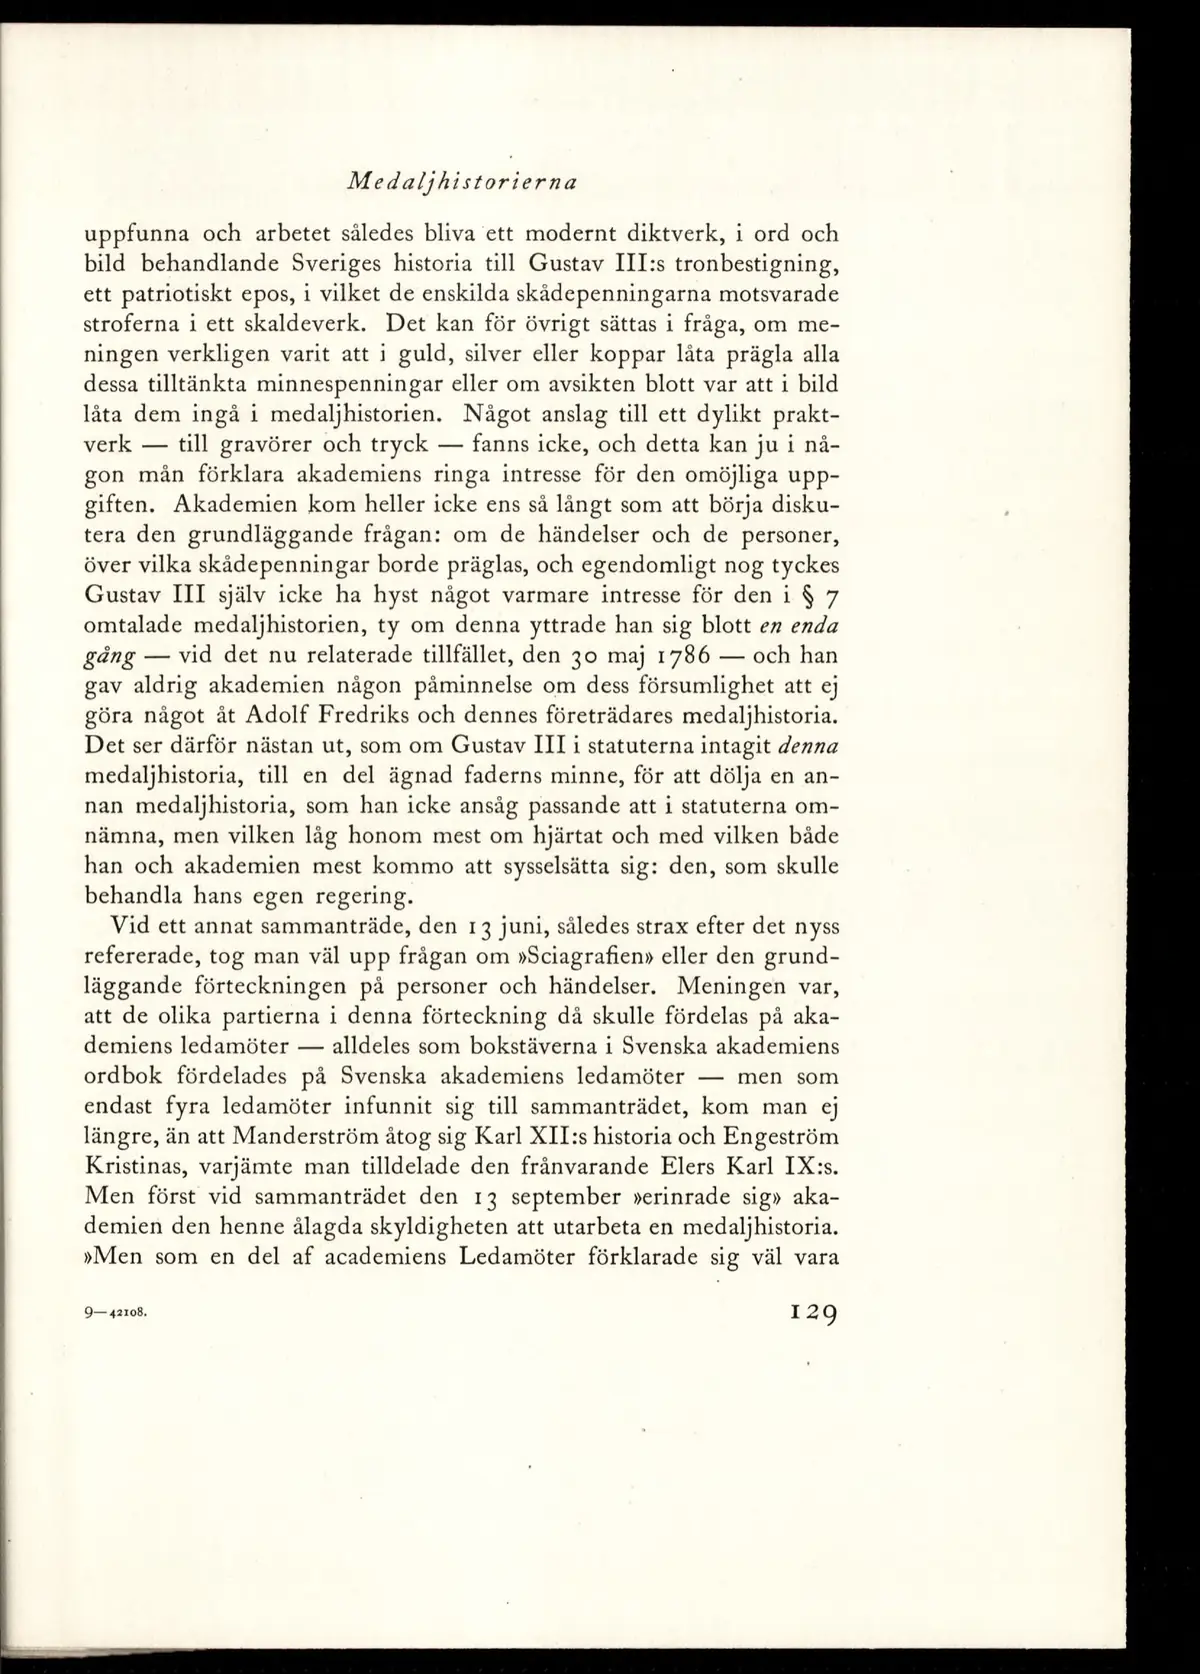 Medaljhistorierna
uppfunna och arbetet således bliva ett modernt diktverk, i ord och
bild behandlande Sveriges historia till Gustav III:s tronbestigning,
ett patriotiskt epos, i vilket de enskilda skådepenningarna motsvarade
stroferna i ett skaldeverk. Det kan för övrigt sättas i fråga, om me-
ningen verkligen varit att i guld, silver eller koppar låta prägla alla
dessa tilltänkta minnespenningar eller om avsikten blott var att i bild
låta dem ingå i medaljhistorien. Något anslag till ett dylikt prakt-
verk — till gravörer och tryck — fanns icke, och detta kan ju i nå-
gon mån förklara akademiens ringa intresse för den omöjliga upp-
giften. Akademien kom heller icke ens så långt som att börja disku-
tera den grundläggande frågan: om de händelser och de personer,
över vilka skådepenningar borde präglas, och egendomligt nog tyckes
Gustav III själv icke ha hyst något varmare intresse för den i § 7
omtalade medaljhistorien, ty om denna yttrade han sig blott en enda
gång — vid det nu relaterade tillfället, den 30 maj 1786 — och han
gav aldrig akademien någon påminnelse om dess försumlighet att ej
göra något åt Adolf Fredriks och dennes företrädares medaljhistoria.
Det ser därför nästan ut, som om Gustav III i statuterna intagit denna
medaljhistoria, till en del ägnad faderns minne, för att dölja en an-
nan medaljhistoria, som han icke ansåg passande att i statuterna om-
nämna, men vilken låg honom mest om hjärtat och med vilken både
han och akademien mest kommo att sysselsätta sig: den, som skulle
behandla hans egen regering.
Vid ett annat sammanträde, den 13 juni, således strax efter det nyss
refererade, tog man väl upp frågan om »Sciagrafien» eller den grund-
läggande förteckningen på personer och händelser. Meningen var,
att de olika partierna i denna förteckning då skulle fördelas på aka-
demiens ledamöter — alldeles som bokstäverna i Svenska akademiens
ordbok fördelades på Svenska akademiens ledamöter — men som
endast fyra ledamöter infunnit sig till sammanträdet, kom man ej
längre, än att Manderström åtog sig Karl XII:s historia och Engeström
Kristinas, varjämte man tilldelade den frånvarande Elers Karl IX:s.
Men först vid sammanträdet den 13 september »erinrade sig» aka-
demien den henne ålagda skyldigheten att utarbeta en medaljhistoria.
»Men som en del af academiens Ledamöter förklarade sig väl vara
9—42108.
129